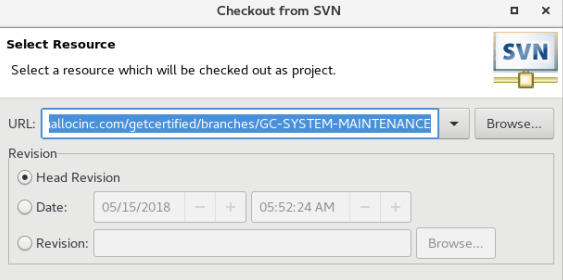 Checkout from SVN
Select Resource
Select a resource which will be checked out as project.
SVN
URL: allocinc.com/getcertified/branches/GC-SYSTEM-MAINTENANCE Browse...
Revision
Head Revision
Date: 05/15/2018 − + 05:52:24 AM − +
Revision: Browse...